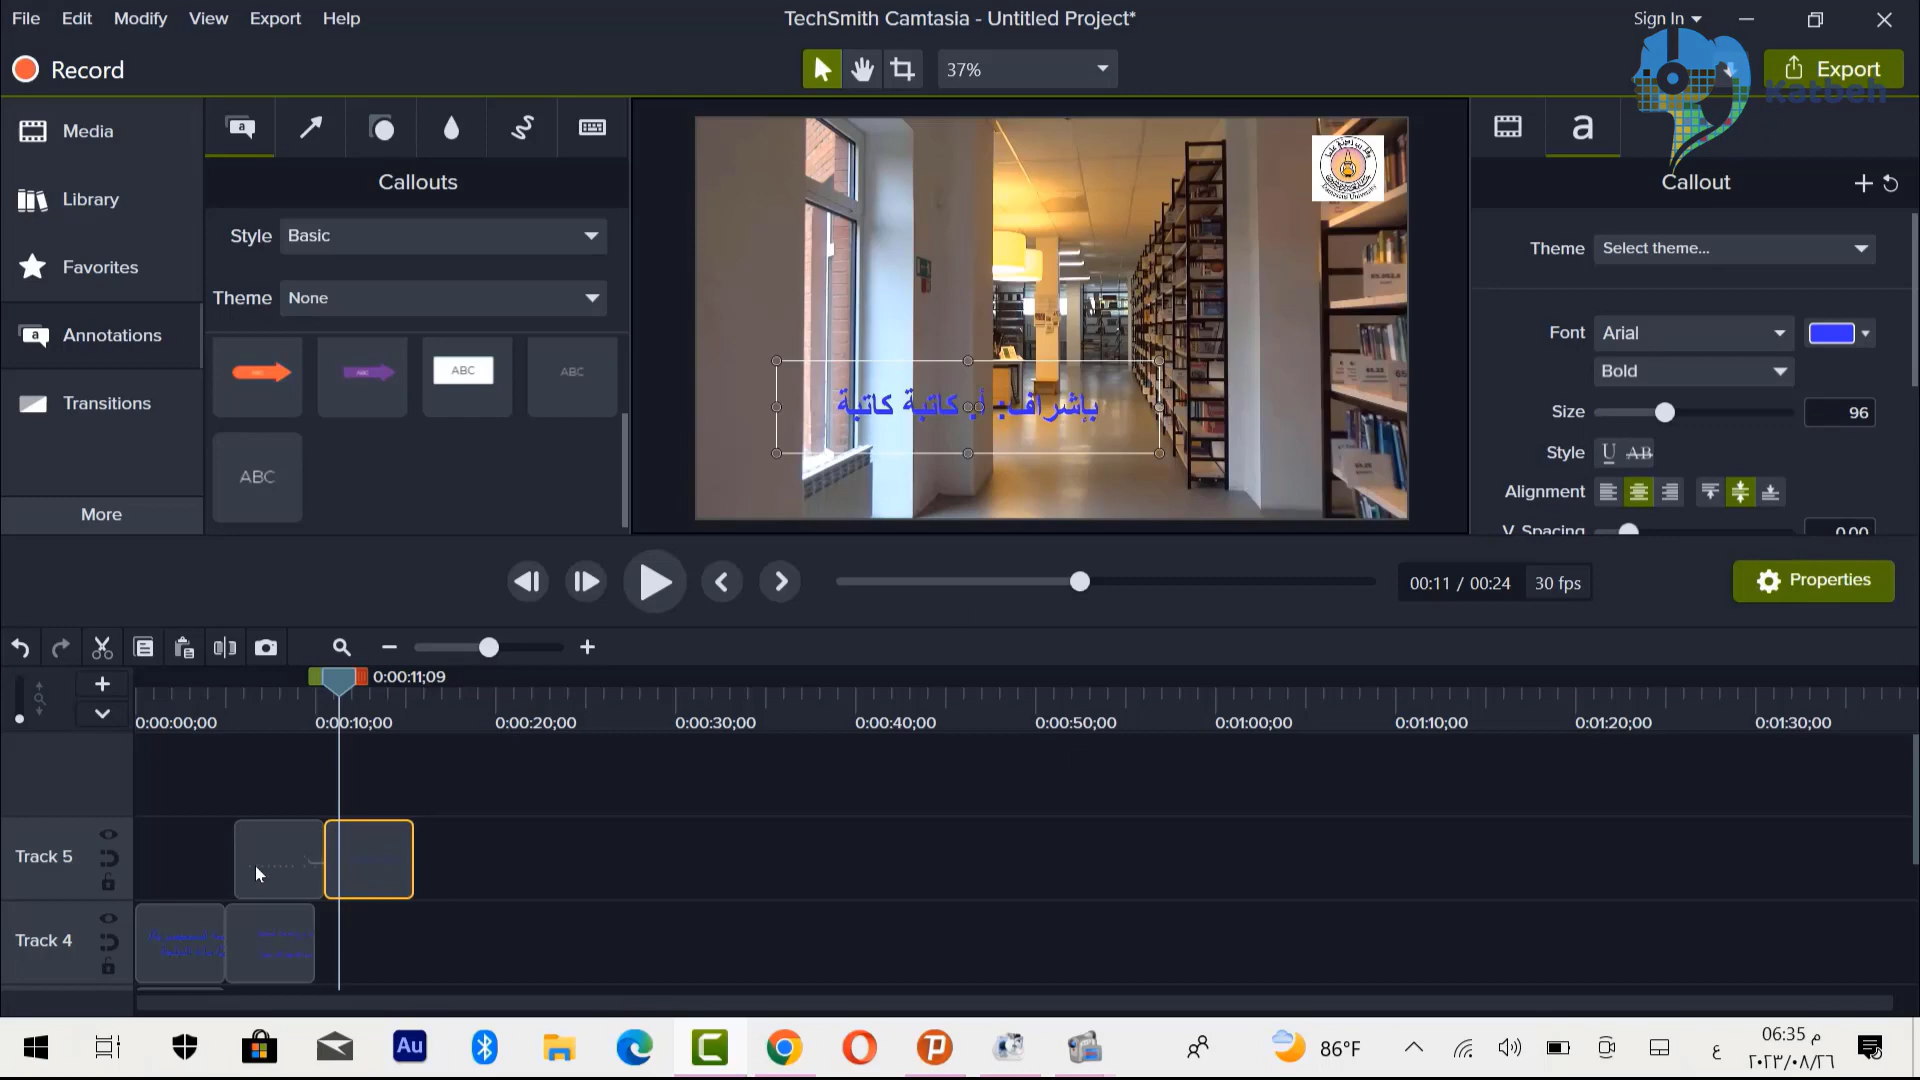 File Edit Modify View Export Help
TechSmith Camtasia - Untitled Project*
Sign In
Record
37%
Export
Katbeh
Media
Library
Favorites
Annotations
Transitions
More
Callouts
Style Basic
Theme None
ABC ABC
ABC
بإشراف: أ. كاتبة كاتبة
Callout
Theme Select theme...
Font Arial
Bold
Size 96
Style U AB
Alignment
V. Spacing 0.00
00:11 / 00:24 30 fps
Properties
0:00:11;09
0:00:00;00 0:00:10;00 0:00:20;00 0:00:30;00 0:00:40;00 0:00:50;00 0:01:00;00 0:01:10;00 0:01:20;00 0:01:30;00
Track 5
Track 4
Au
86°F
ع
06:35 م
٢٠٢٣/٠٨/٢٦